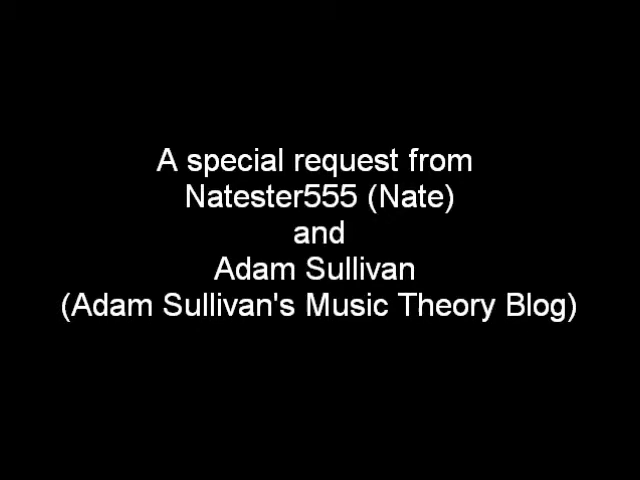 A special request from
Natester555 (Nate)
and
Adam Sullivan
(Adam Sullivan's Music Theory Blog)